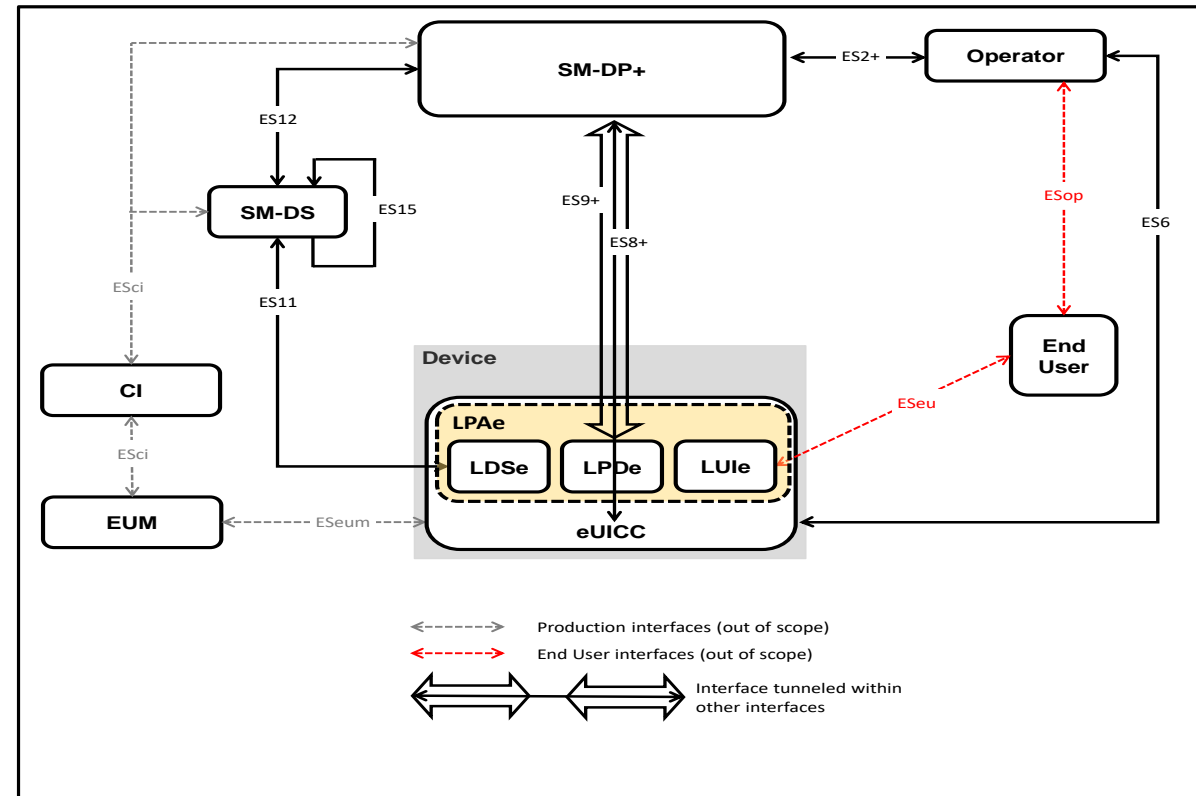 SM-DP+
ES2+
Operator
ES12
SM-DS
ES15
ES9+
ES8+
ESop
ES6
ESci
ES11
End
User
Device
CI
ESeu
LPAe
LDSe
LPDe
LUIe
ESci
EUM
ESeum
eUICC
Production interfaces (out of scope)
End User interfaces (out of scope)
Interface tunneled within
other interfaces